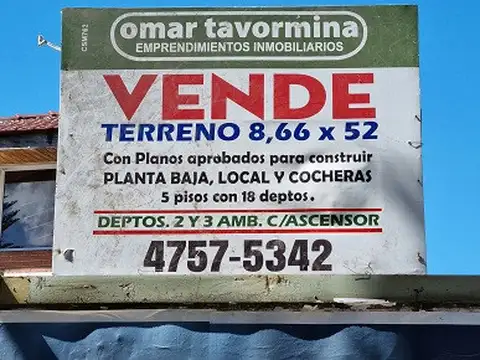 CSM762
omar tavormina
EMPRENDIMIENTOS INMOBILIARIOS
VENDE
TERRENO 8,66 x 52
Con Planos aprobados para construir
PLANTA BAJA, LOCAL Y COCHERAS
5 pisos con 18 deptos.
DEPTOS. 2 Y 3 AMB. C/ASCENSOR
4757-5342